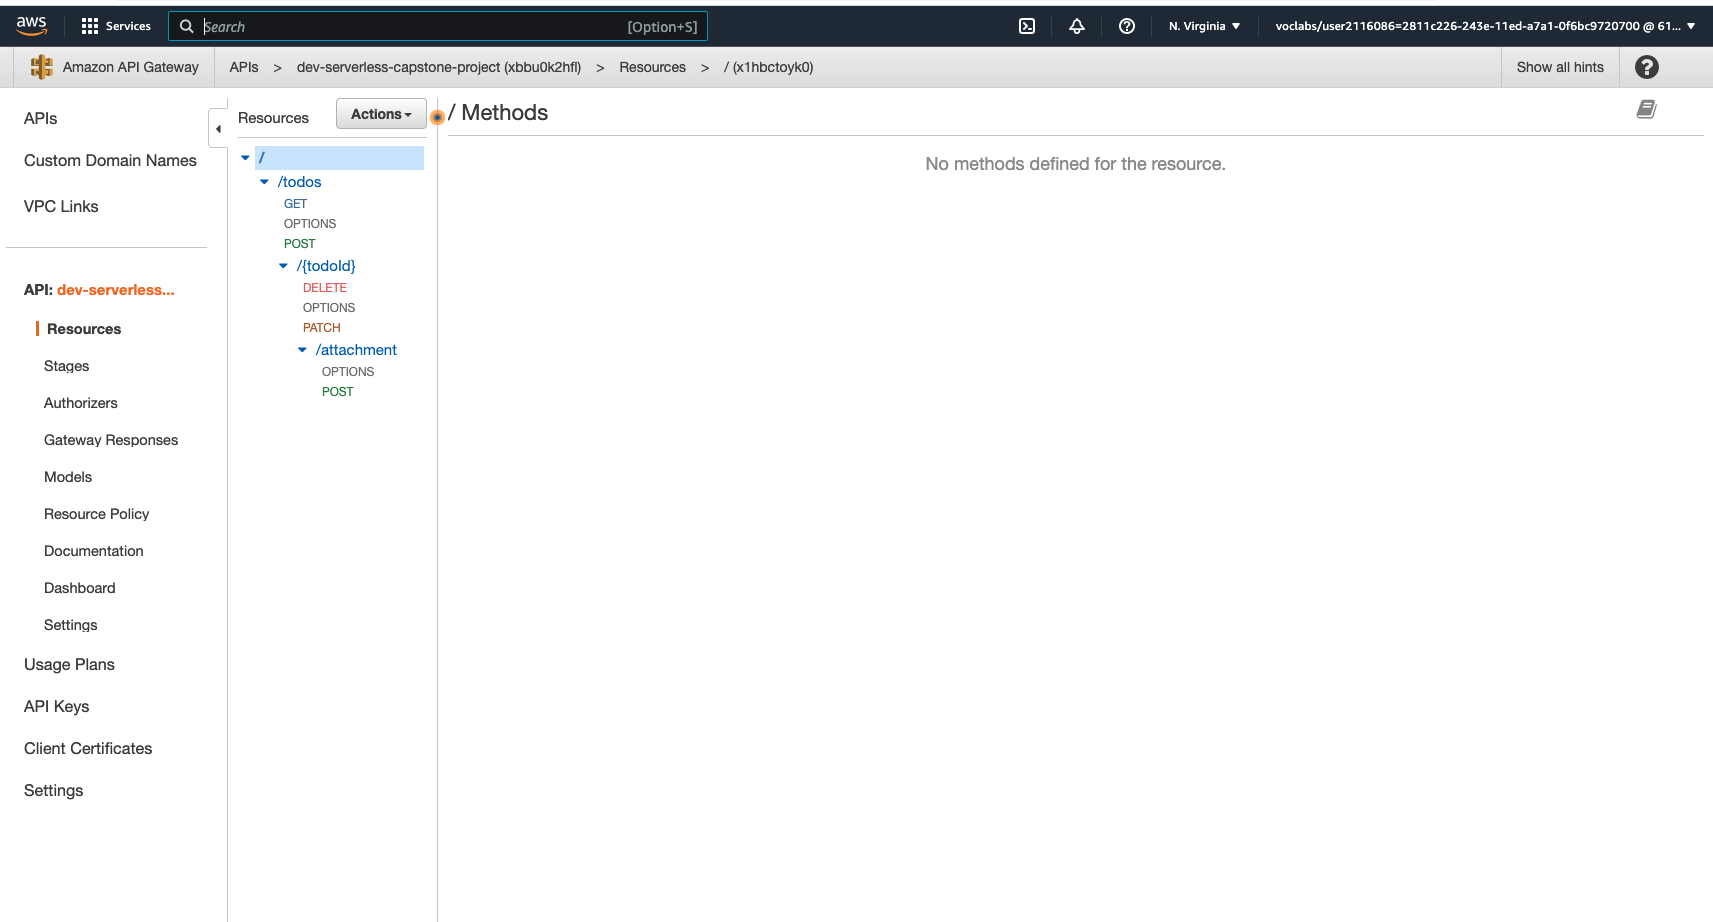 aws
Services
Search
[Option+S]
N. Virginia
voclabs/user2116086=2811c226-243e-11ed-a7a1-0f6bc9720700 @ 61...
Amazon API Gateway
APIs > dev-serverless-capstone-project (xbbu0k2hfl) > Resources > / (x1hbctoyk0)
Show all hints
APIs
Custom Domain Names
VPC Links
API: dev-serverless...
Resources
Stages
Authorizers
Gateway Responses
Models
Resource Policy
Documentation
Dashboard
Settings
Usage Plans
API Keys
Client Certificates
Settings
Resources
Actions
/
/todos
GET
OPTIONS
POST
/{todoId}
DELETE
OPTIONS
PATCH
/attachment
OPTIONS
POST
/ Methods
No methods defined for the resource.